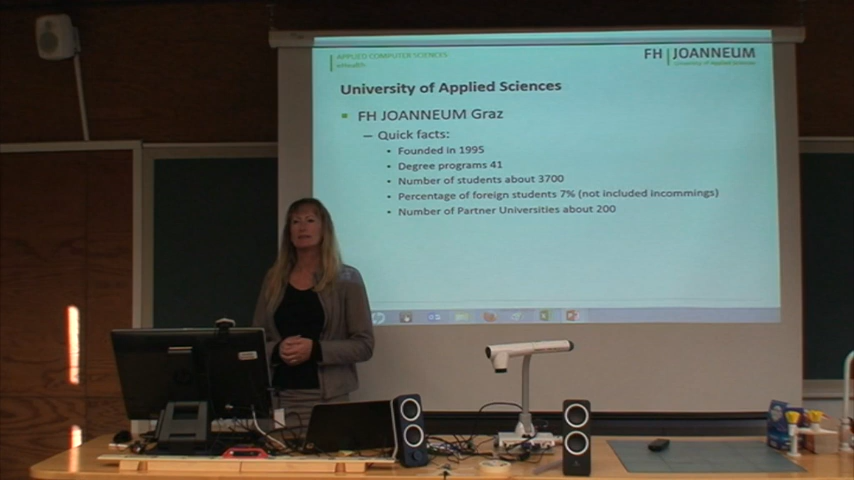 APPLIED COMPUTER SCIENCES
eHealth
FH JOANNEUM
University of Applied Sciences
University of Applied Sciences
FH JOANNEUM Graz
Quick facts:
Founded in 1995
Degree programs 41
Number of students about 3700
Percentage of foreign students 7% (not included incommings)
Number of Partner Universities about 200